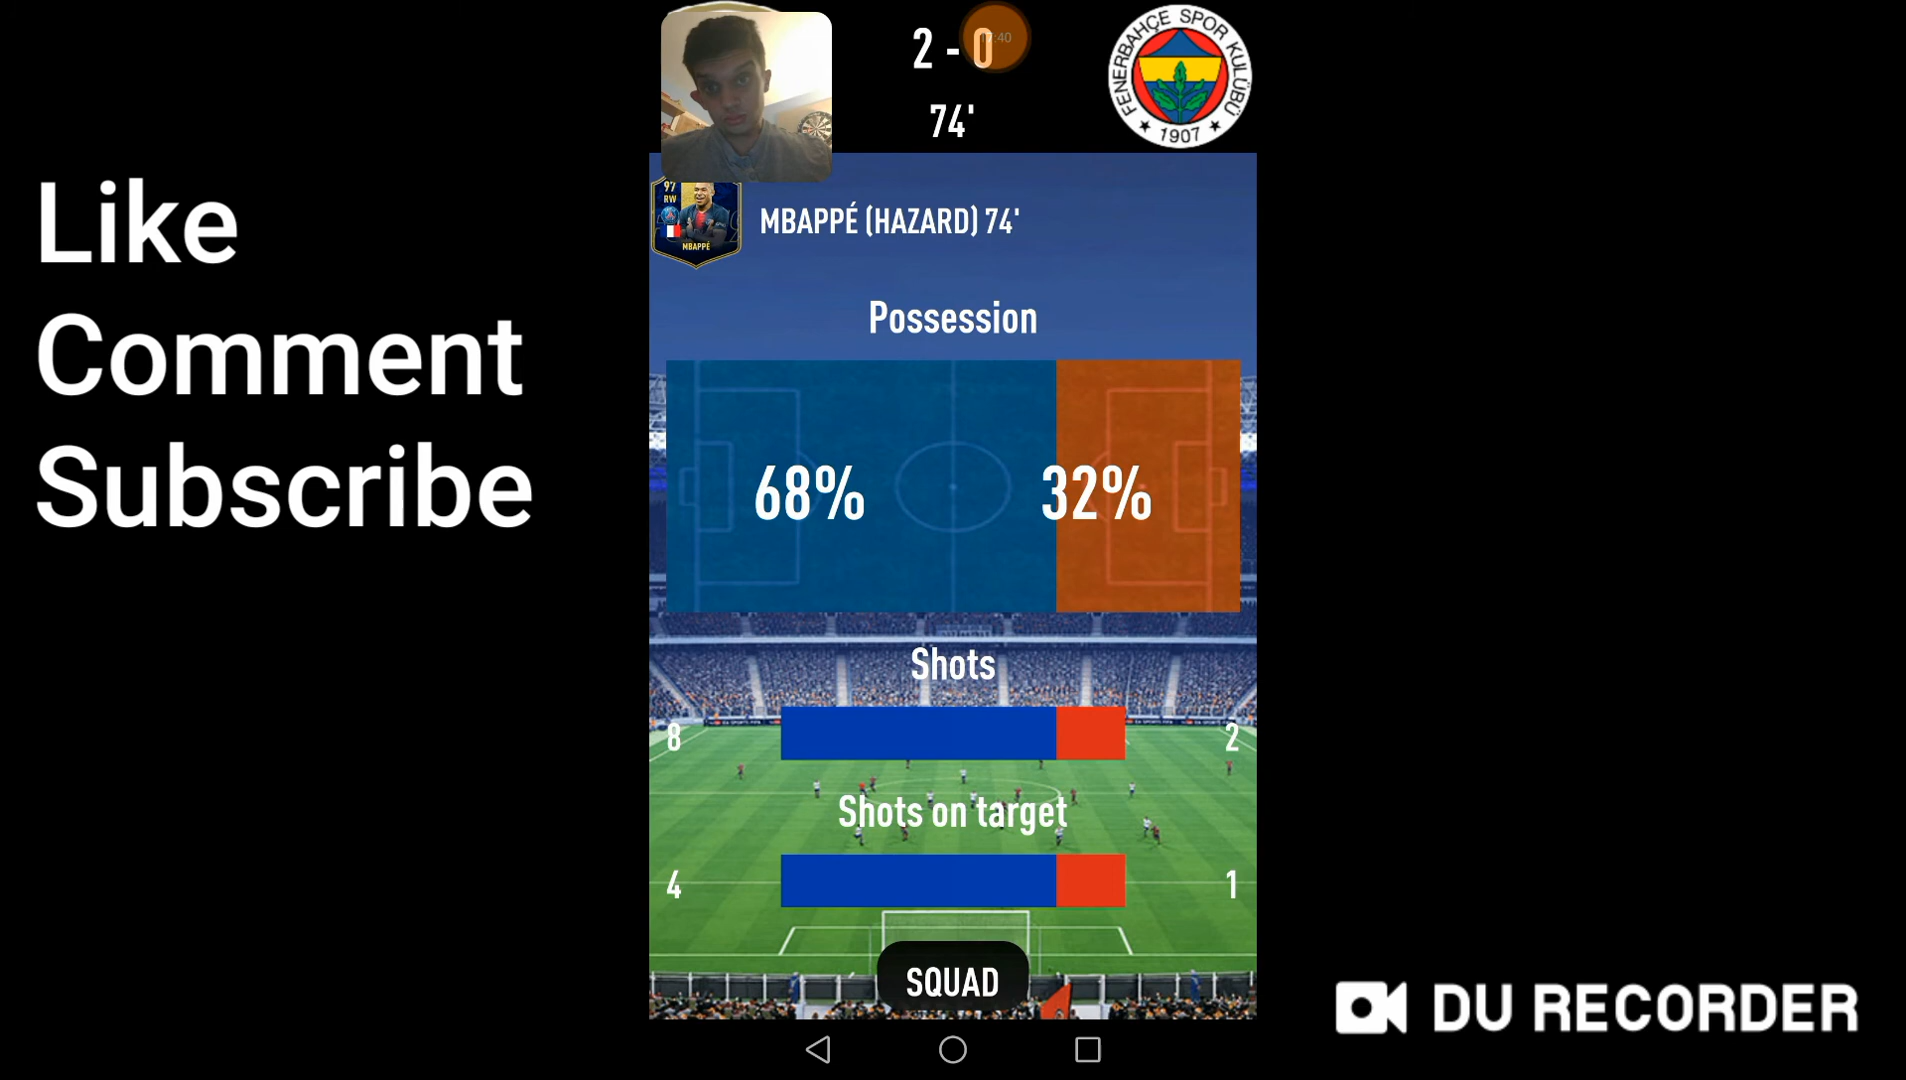 2 - 0
:40
74'
FENERBAHÇE SPOR KULÜBÜ
★ 1907 ★
97
RW
MBAPPÉ
MBAPPÉ (HAZARD) 74'
Like
Comment
Subscribe
Possession
68% 32%
Shots
8 2
Shots on target
4 1
SQUAD
DU RECORDER